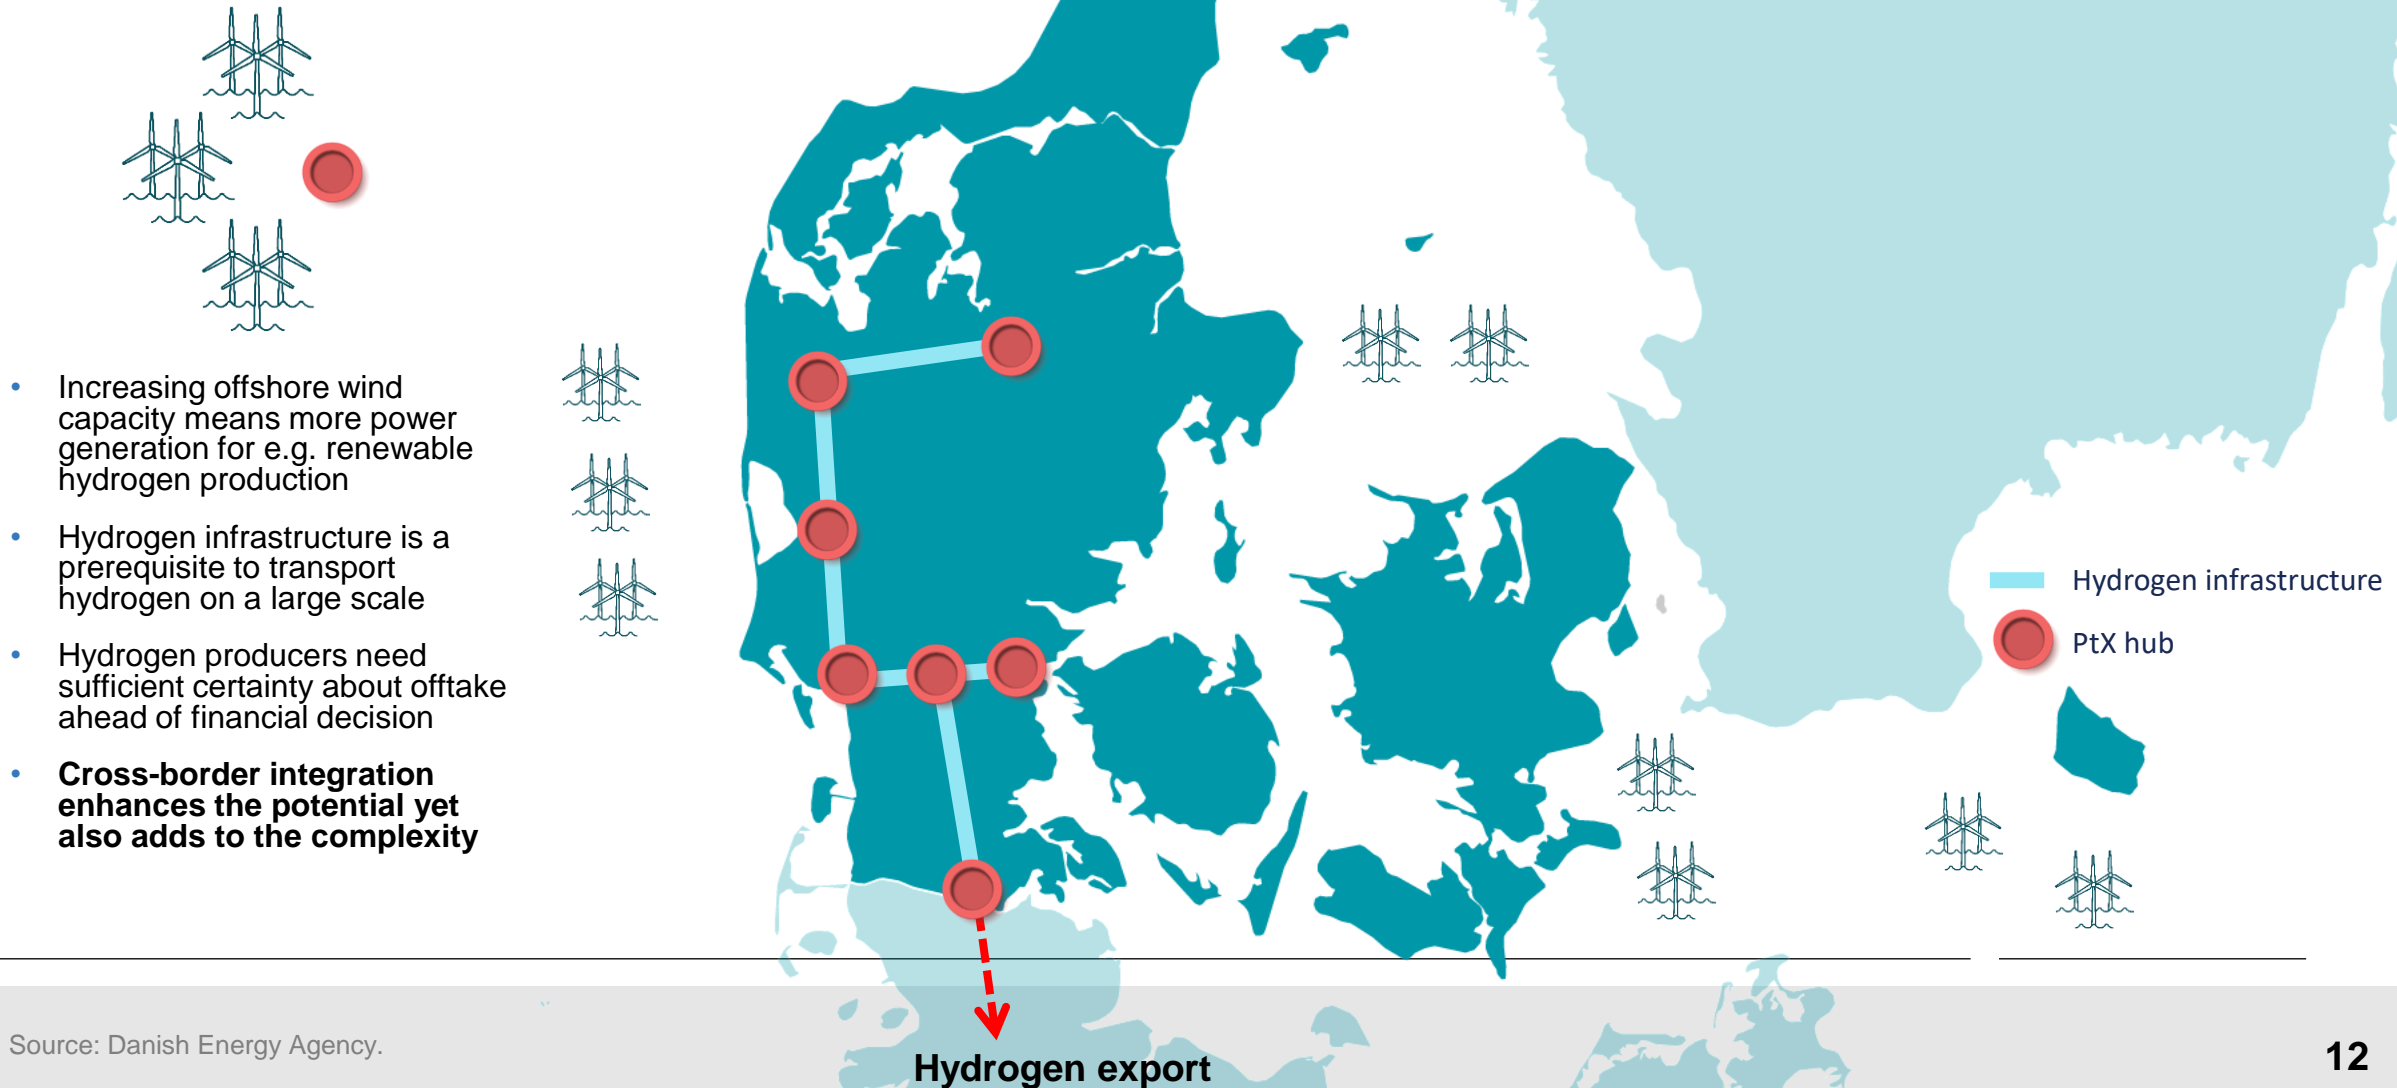 • Increasing offshore wind
capacity means more power
generation for e.g. renewable
hydrogen production
• Hydrogen infrastructure is a
prerequisite to transport
hydrogen on a large scale
• Hydrogen producers need
sufficient certainty about offtake
ahead of financial decision
• Cross-border integration
enhances the potential yet
also adds to the complexity
Hydrogen infrastructure
PtX hub
Source: Danish Energy Agency.
Hydrogen export
12